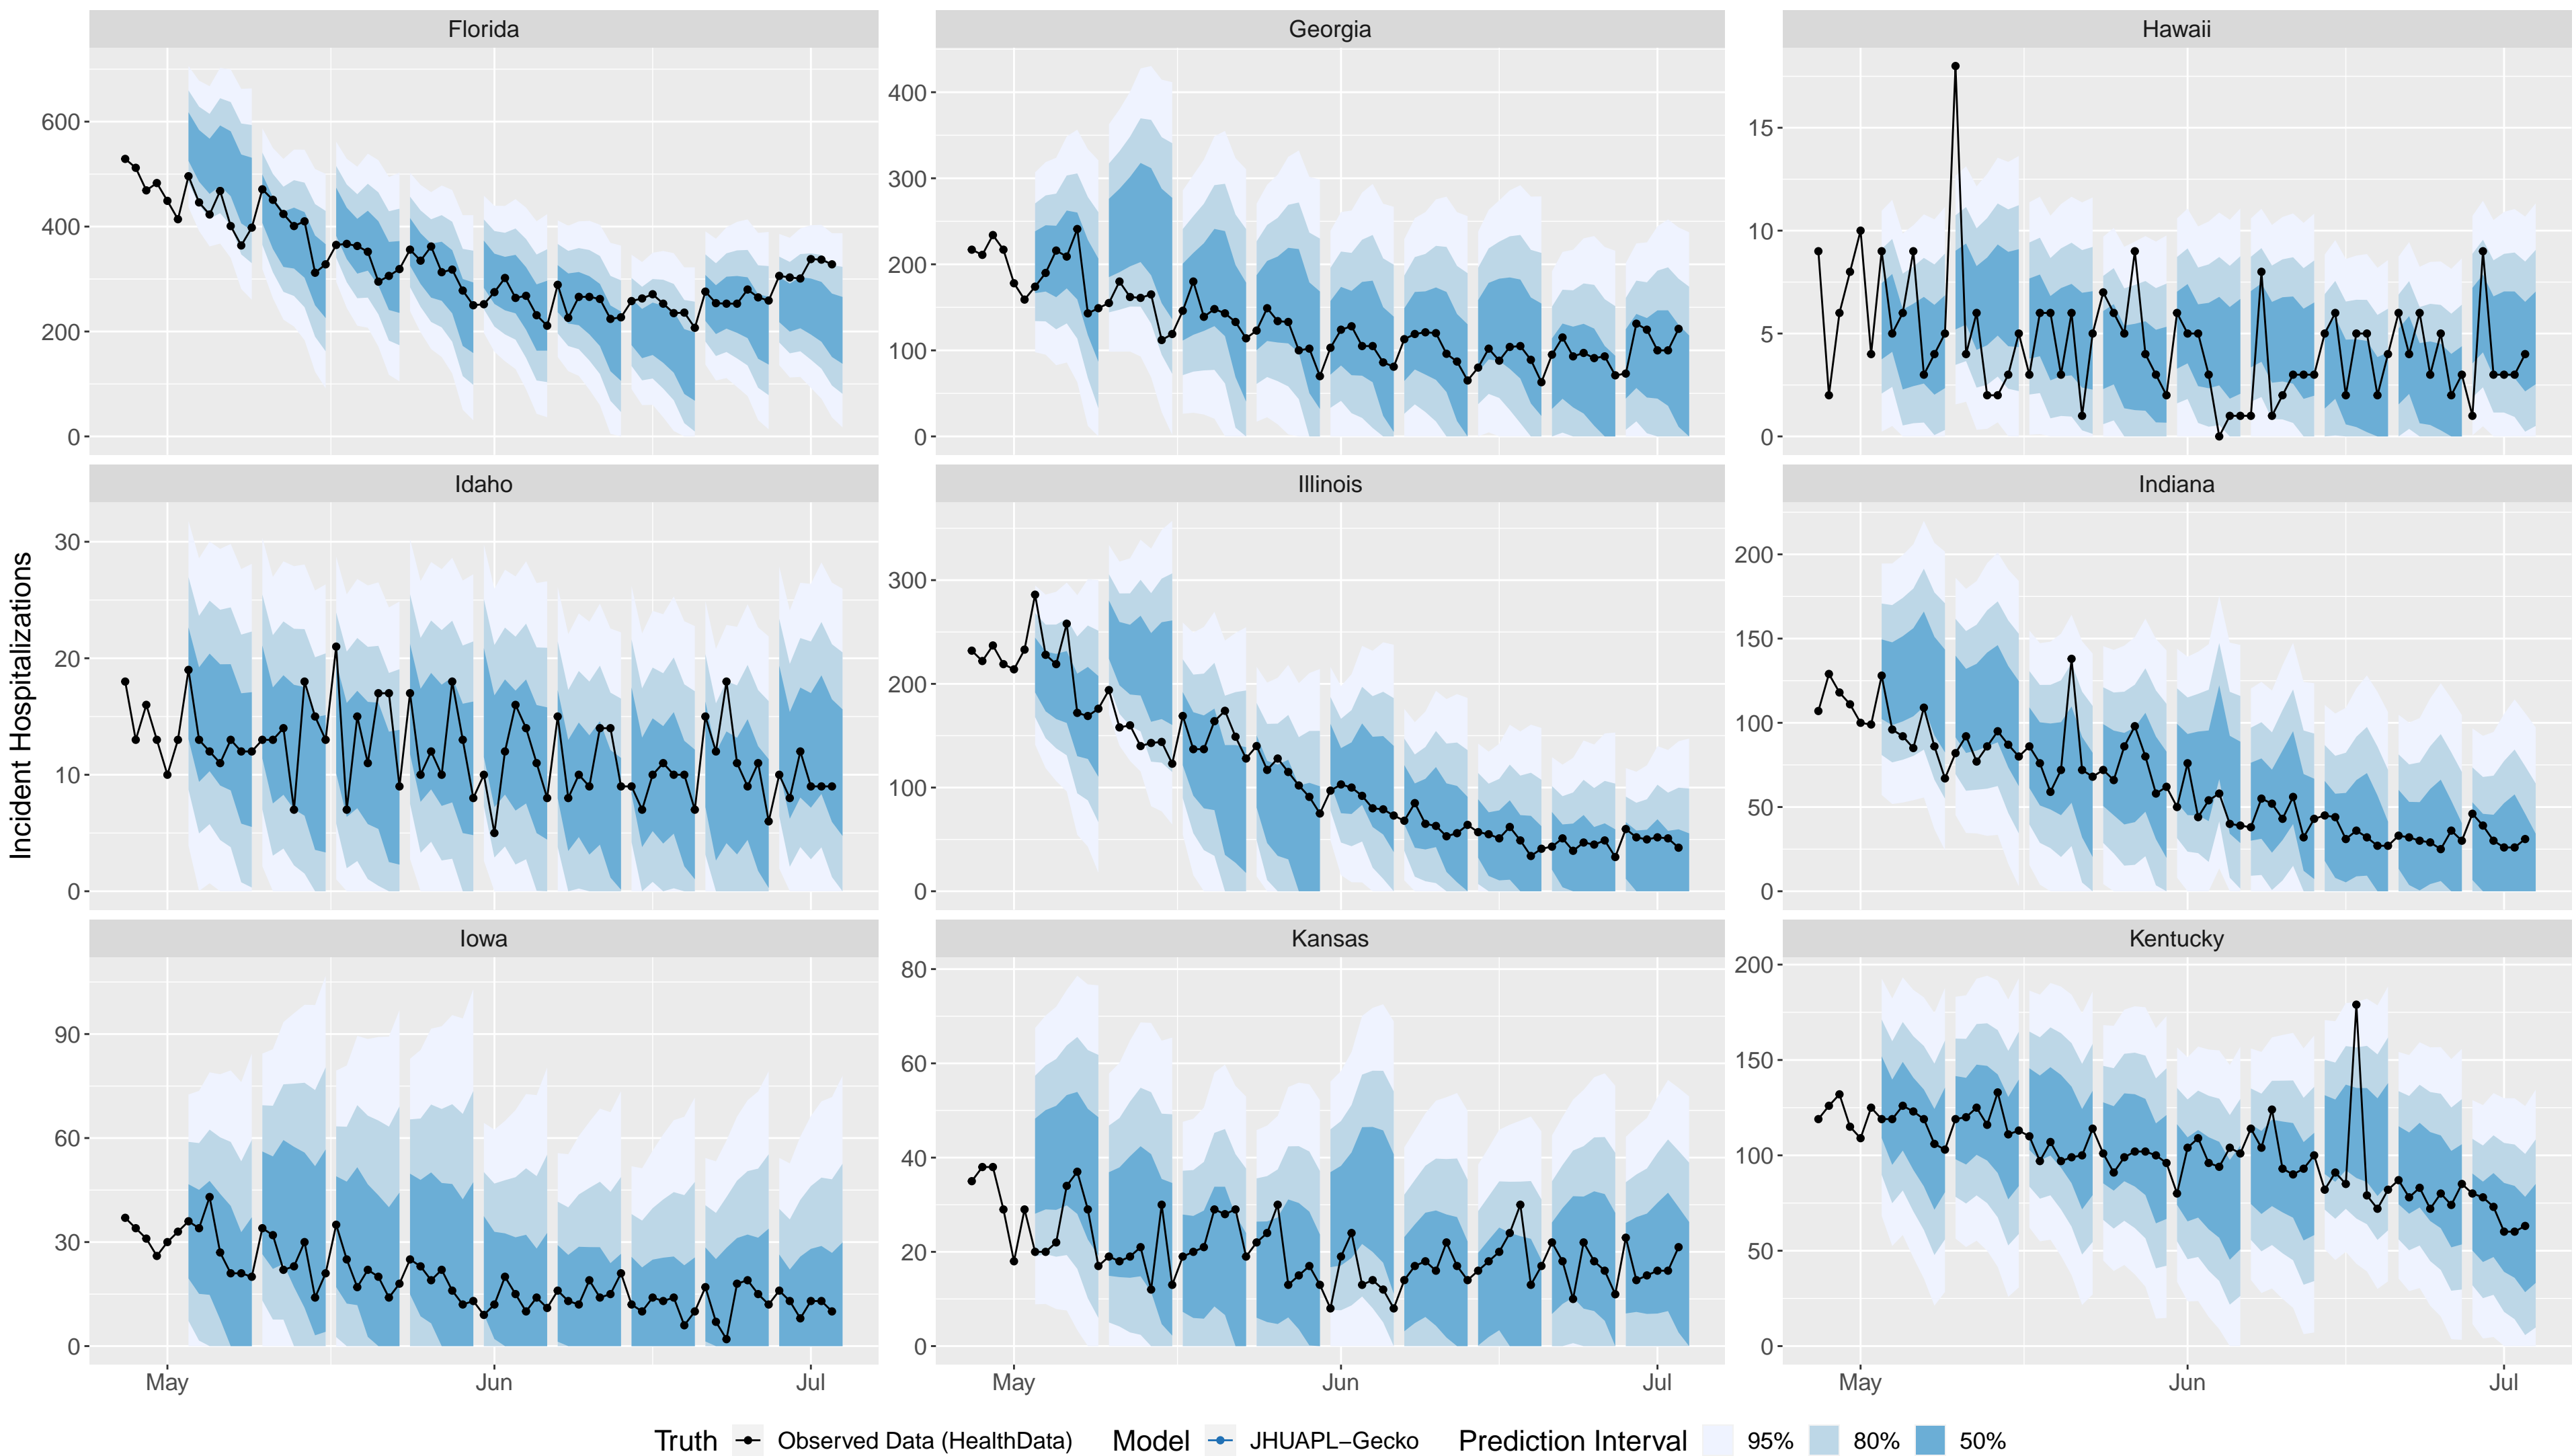 Florida
Georgia
Hawaii
600
400
200
0
400
300
200
100
0
15
10
5
0
Idaho
Illinois
Indiana
30
20
10
0
300
200
100
0
200
150
100
50
0
Iowa
Kansas
Kentucky
90
60
30
0
80
60
40
20
0
200
150
100
50
0
Incident Hospitalizations
May Jun Jul
May Jun Jul
May Jun Jul
Truth Observed Data (HealthData) Model JHUAPL−Gecko Prediction Interval 95% 80% 50%